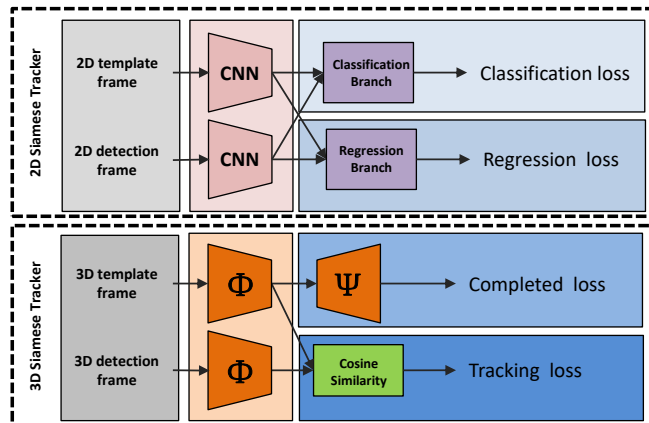 2D Siamese Tracker
2D template
frame
CNN
Classification
Branch
Classification loss
2D detection
frame
CNN
Regression
Branch
Regression loss
3D Siamese Tracker
3D template
frame
Φ
Ψ
Completed loss
3D detection
frame
Φ
Cosine
Similarity
Tracking loss